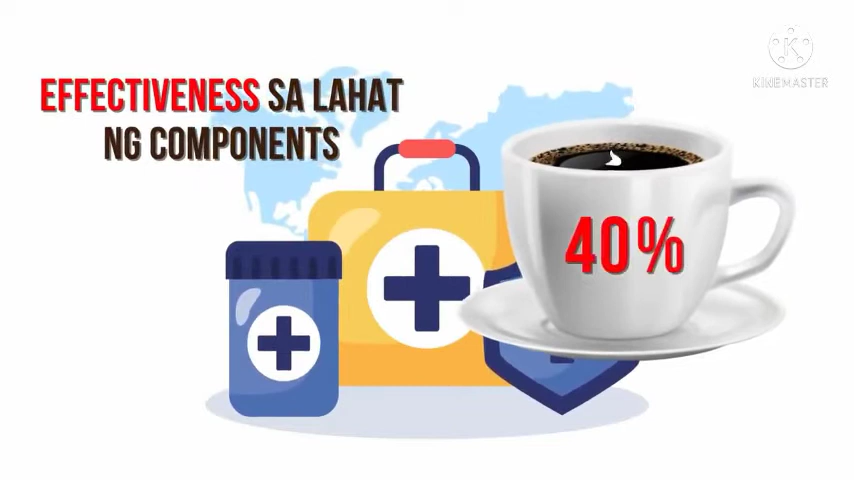 EFFECTIVENESS SA LAHAT
NG COMPONENTS
40%
K
KINEMASTER